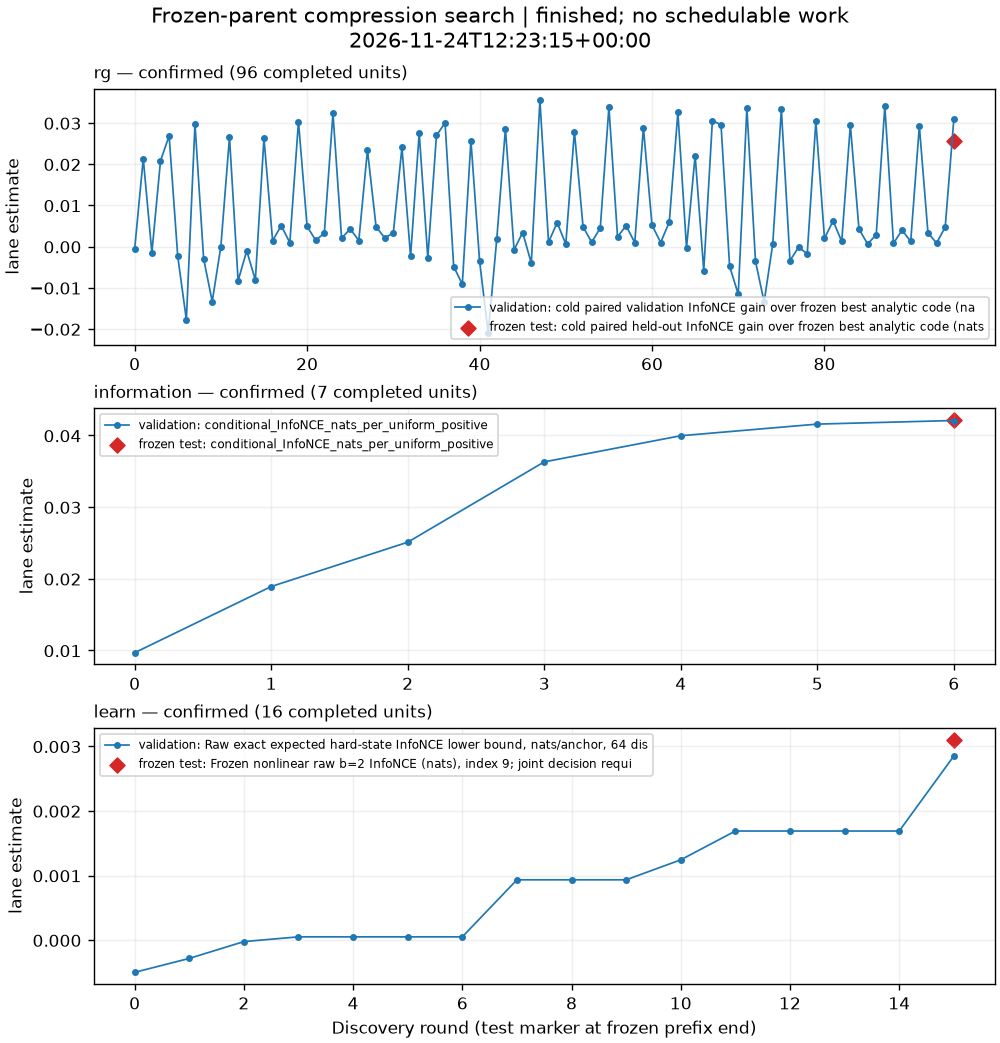 Frozen-parent compression search | finished; no schedulable work
2026-11-24T12:23:15+00:00
rg — confirmed (96 completed units)
lane estimate
0.03
0.02
0.01
0.00
−0.01
−0.02
validation: cold paired validation InfoNCE gain over frozen best analytic code (na
frozen test: cold paired held-out InfoNCE gain over frozen best analytic code (nats
0 20 40 60 80
information — confirmed (7 completed units)
validation: conditional_InfoNCE_nats_per_uniform_positive
frozen test: conditional_InfoNCE_nats_per_uniform_positive
lane estimate
0.04
0.03
0.02
0.01
0 1 2 3 4 5 6
learn — confirmed (16 completed units)
validation: Raw exact expected hard-state InfoNCE lower bound, nats/anchor, 64 dis
frozen test: Frozen nonlinear raw b=2 InfoNCE (nats), index 9; joint decision requi
lane estimate
0.003
0.002
0.001
0.000
0 2 4 6 8 10 12 14
Discovery round (test marker at frozen prefix end)